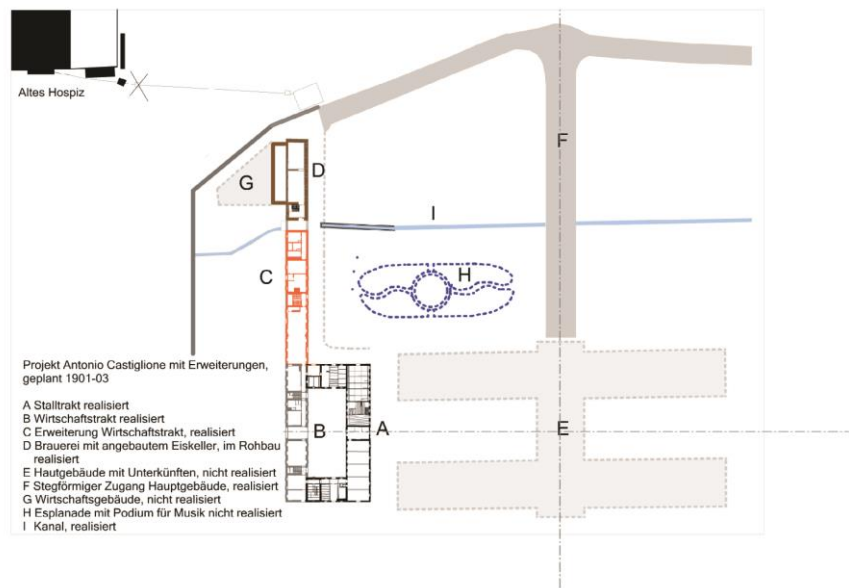 Altes Hospiz
F
D
G
I
H
C
Projekt Antonio Castiglione mit Erweiterungen,
geplant 1901-03
A
B
E
A Stalltrakt realisiert
B Wirtschaftstrakt realisiert
C Erweiterung Wirtschaftstrakt, realisiert
D Brauerei mit angebautem Eiskeller, im Rohbau
realisiert
E Hautgebäude mit Unterkünften, nicht realisiert
F Stegförmiger Zugang Hauptgebäude, realisiert
G Wirtschaftsgebäude, nicht realisiert
H Esplanade mit Podium für Musik nicht realisiert
I Kanal, realisiert